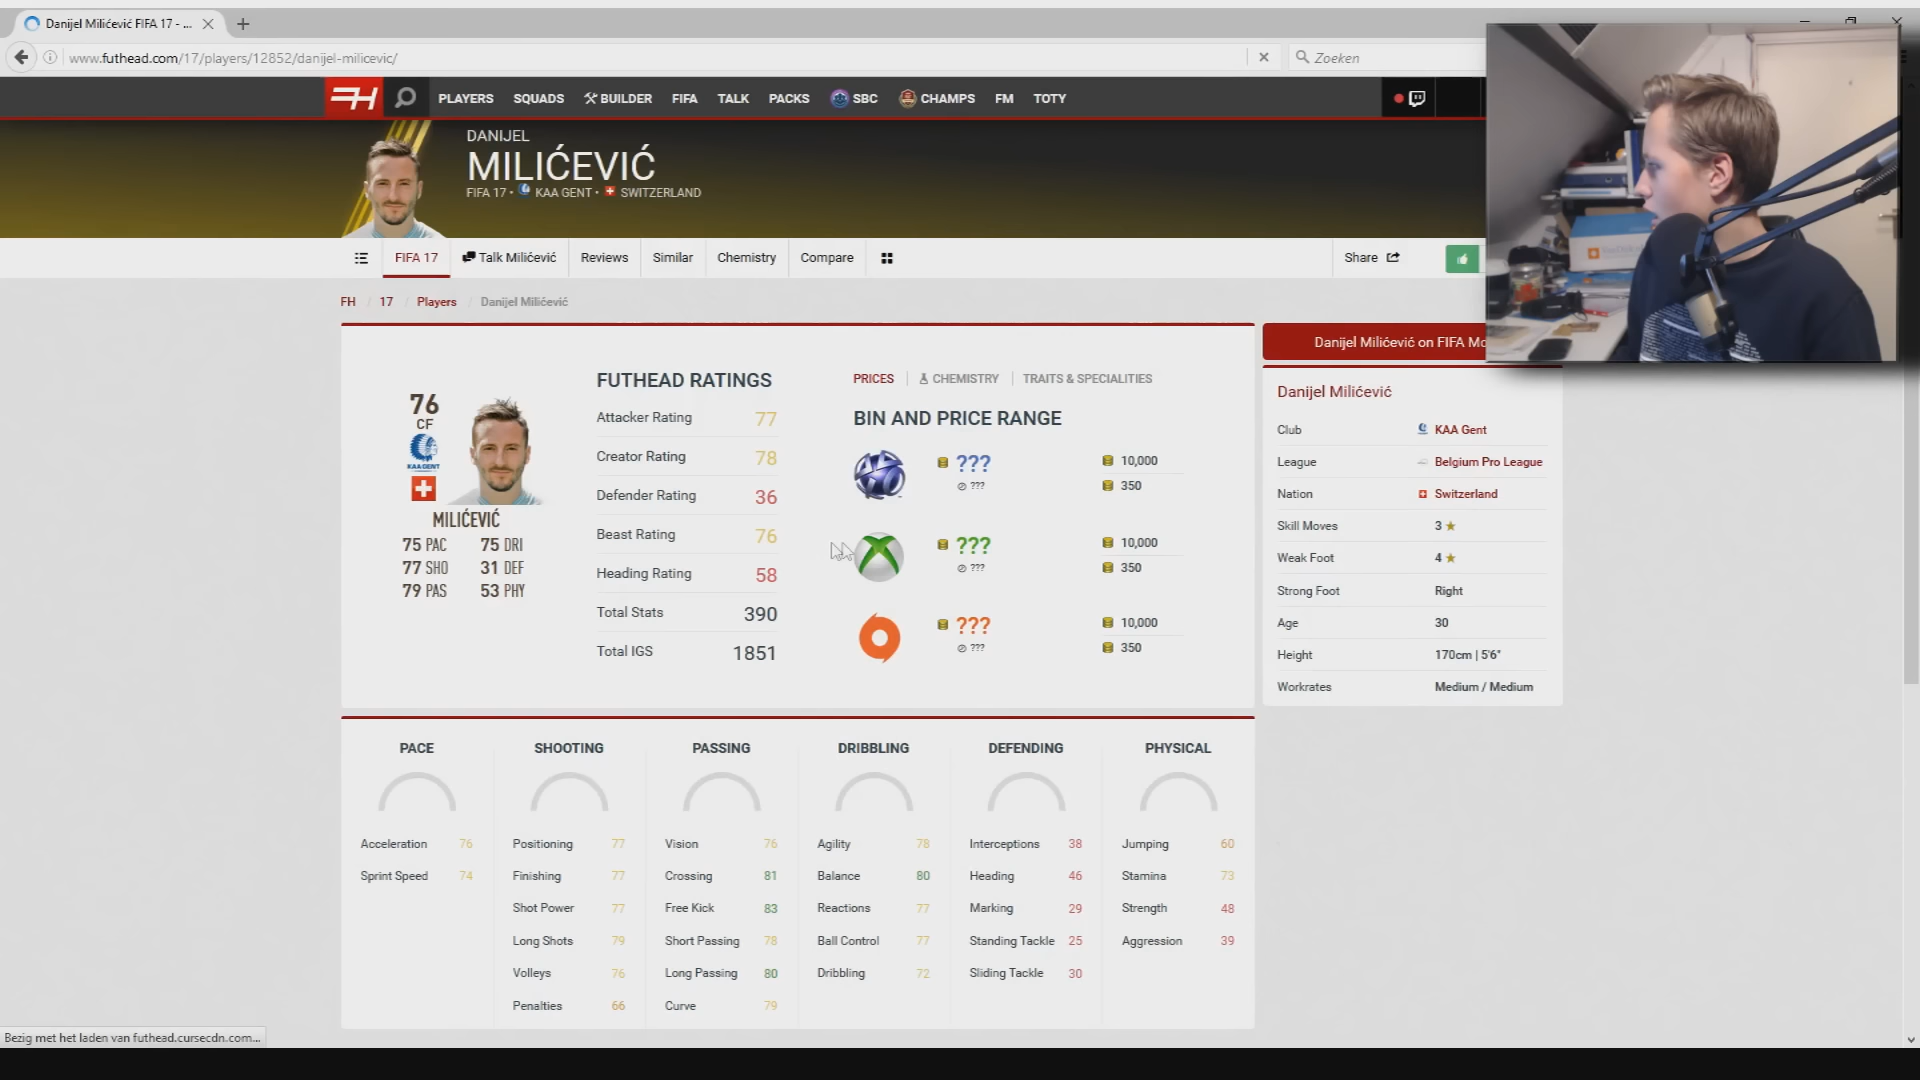 Danijel Milićević FIFA 17 - ...
www.futhead.com/17/players/12852/danijel-milicevic/
Zoeken
FH PLAYERS SQUADS BUILDER FIFA TALK PACKS SBC CHAMPS FM TOTY
DANIJEL
MILIĆEVIĆ
FIFA 17 • KAA GENT • SWITZERLAND
FIFA 17 Talk Milićević Reviews Similar Chemistry Compare Share
FH / 17 / Players / Danijel Milićević
76
CF
KAA GENT
MILIĆEVIĆ
75 PAC 75 DRI
77 SHO 31 DEF
79 PAS 53 PHY
FUTHEAD RATINGS
Attacker Rating 77
Creator Rating 78
Defender Rating 36
Beast Rating 76
Heading Rating 58
Total Stats 390
Total IGS 1851
PRICES CHEMISTRY TRAITS & SPECIALITIES
BIN AND PRICE RANGE
??? 10,000
??? 350
??? 10,000
??? 350
??? 10,000
??? 350
Danijel Milićević on FIFA Mo
Danijel Milićević
Club KAA Gent
League Belgium Pro League
Nation Switzerland
Skill Moves 3 ★
Weak Foot 4 ★
Strong Foot Right
Age 30
Height 170cm | 5'6"
Workrates Medium / Medium
PACE
Acceleration 76
Sprint Speed 74
SHOOTING
Positioning 77
Finishing 77
Shot Power 77
Long Shots 79
Volleys 76
Penalties 66
PASSING
Vision 76
Crossing 81
Free Kick 83
Short Passing 78
Long Passing 80
Curve 79
DRIBBLING
Agility 78
Balance 80
Reactions 77
Ball Control 77
Dribbling 72
DEFENDING
Interceptions 38
Heading 46
Marking 29
Standing Tackle 25
Sliding Tackle 30
PHYSICAL
Jumping 60
Stamina 73
Strength 48
Aggression 39
Bezig met het laden van futhead.cursecdn.com...